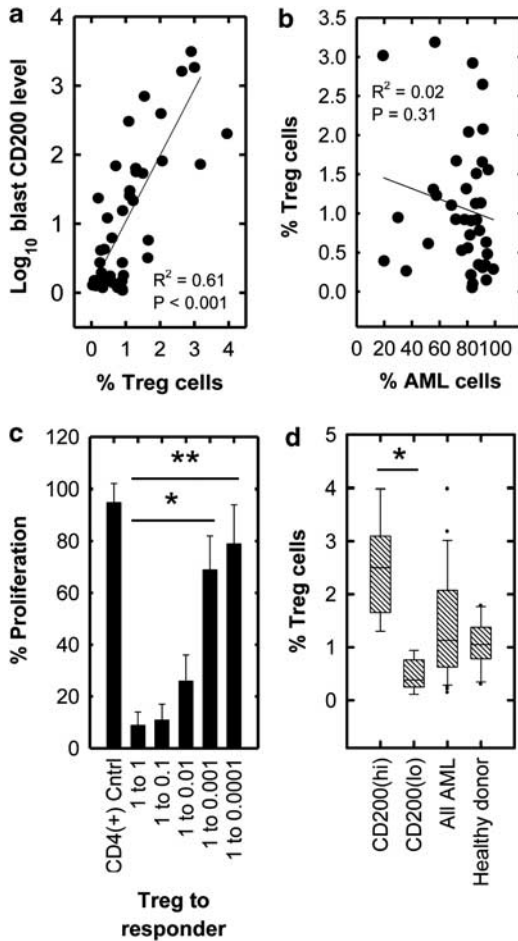 a
Log10 blast CD200 level
4
3
2
1
0
R2 = 0.61
P < 0.001
0 1 2 3 4
% Treg cells
b
% Treg cells
3.5
3.0
2.5
2.0
1.5
1.0
0.5
0.0
R2 = 0.02
P = 0.31
20 40 60 80 100
% AML cells
c
% Proliferation
120
100
80
60
40
20
0
**
*
CD4(+) Cntrl
1 to 1
1 to 0.1
1 to 0.01
1 to 0.001
1 to 0.0001
Treg to
responder
d
% Treg cells
5
4
3
2
1
0
*
CD200(hi)
CD200(lo)
All AML
Healthy donor